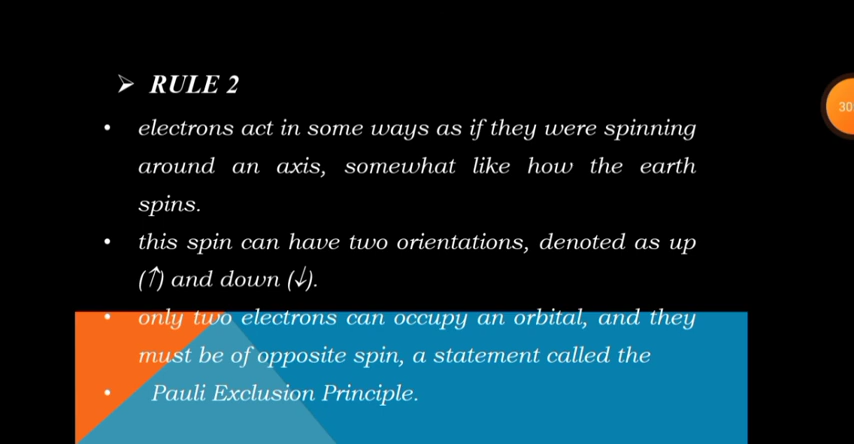 ➢ RULE 2
• electrons act in some ways as if they were spinning
around an axis, somewhat like how the earth
spins.
• this spin can have two orientations, denoted as up
(↑) and down (↓).
• only two electrons can occupy an orbital, and they
must be of opposite spin, a statement called the
• Pauli Exclusion Principle.
30